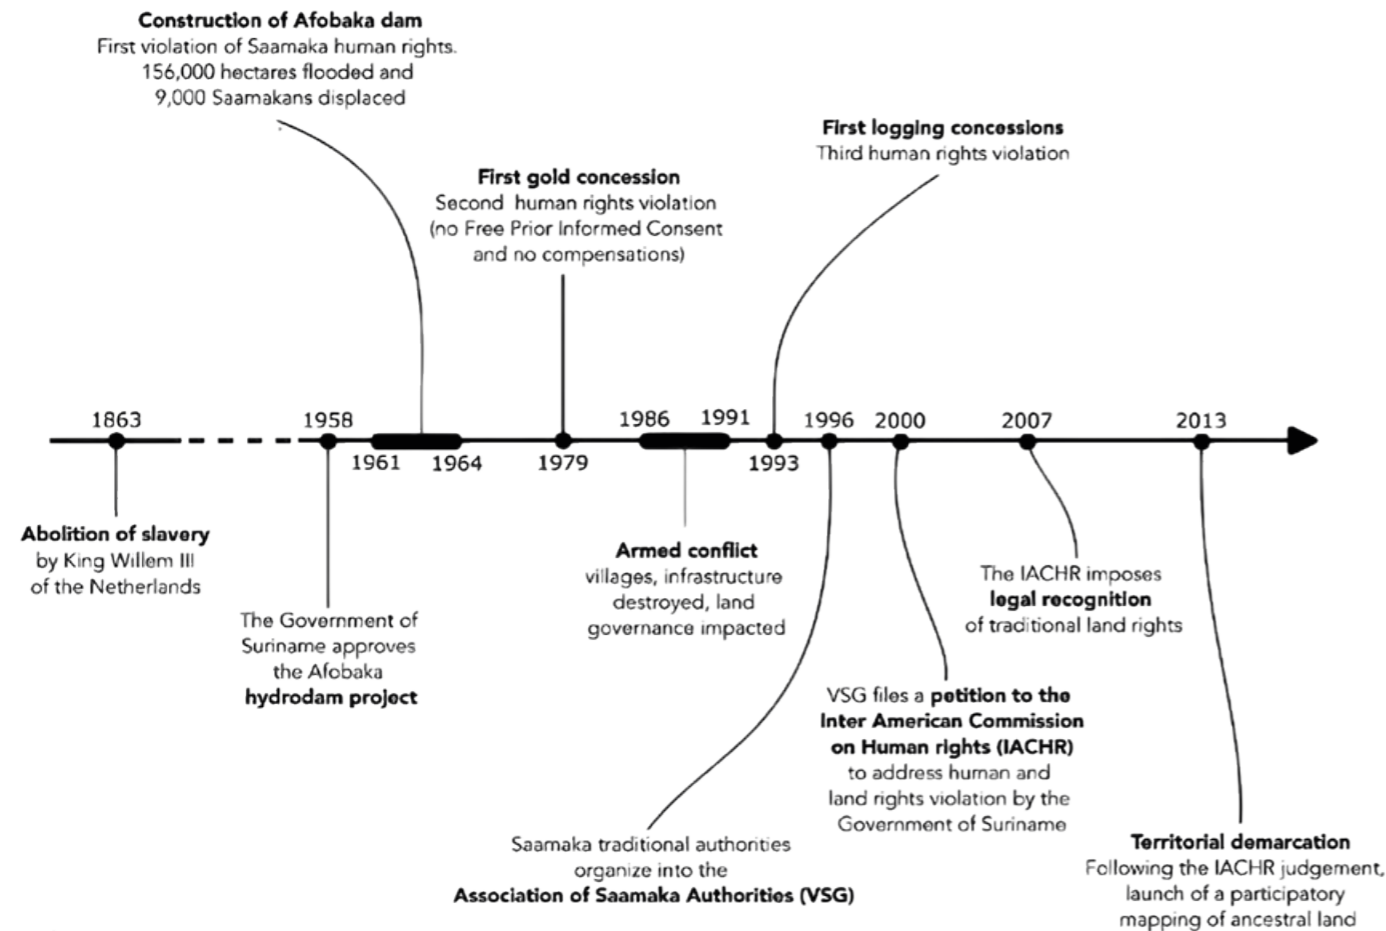 Construction of Afobaka dam
First violation of Saamaka human rights.
156,000 hectares flooded and
9,000 Saamakans displaced
First logging concessions
Third human rights violation
First gold concession
Second human rights violation
(no Free Prior Informed Consent
and no compensations)
1863
1958
1961
1964
1979
1986
1991
1993
1996
2000
2007
2013
Abolition of slavery
by King Willem III
of the Netherlands
The Government of
Suriname approves
the Afobaka
hydrodam project
Armed conflict
villages, infrastructure
destroyed, land
governance impacted
Saamaka traditional authorities
organize into the
Association of Saamaka Authorities (VSG)
VSG files a petition to the
Inter American Commission
on Human rights (IACHR)
to address human and
land rights violation by the
Government of Suriname
The IACHR imposes
legal recognition
of traditional land rights
Territorial demarcation
Following the IACHR judgement,
launch of a participatory
mapping of ancestral land